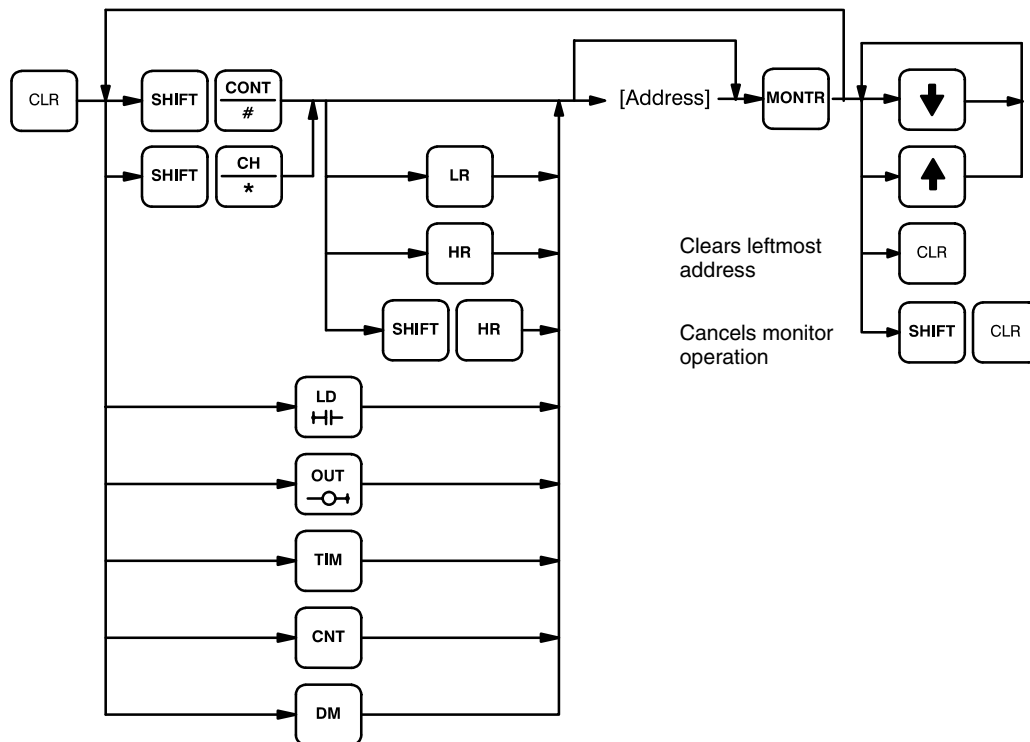 CLR SHIFT CONT # [Address] MONTR
SHIFT CH *
LR
HR
Clears leftmost address
CLR
SHIFT HR
Cancels monitor operation
SHIFT CLR
LD
OUT
TIM
CNT
DM